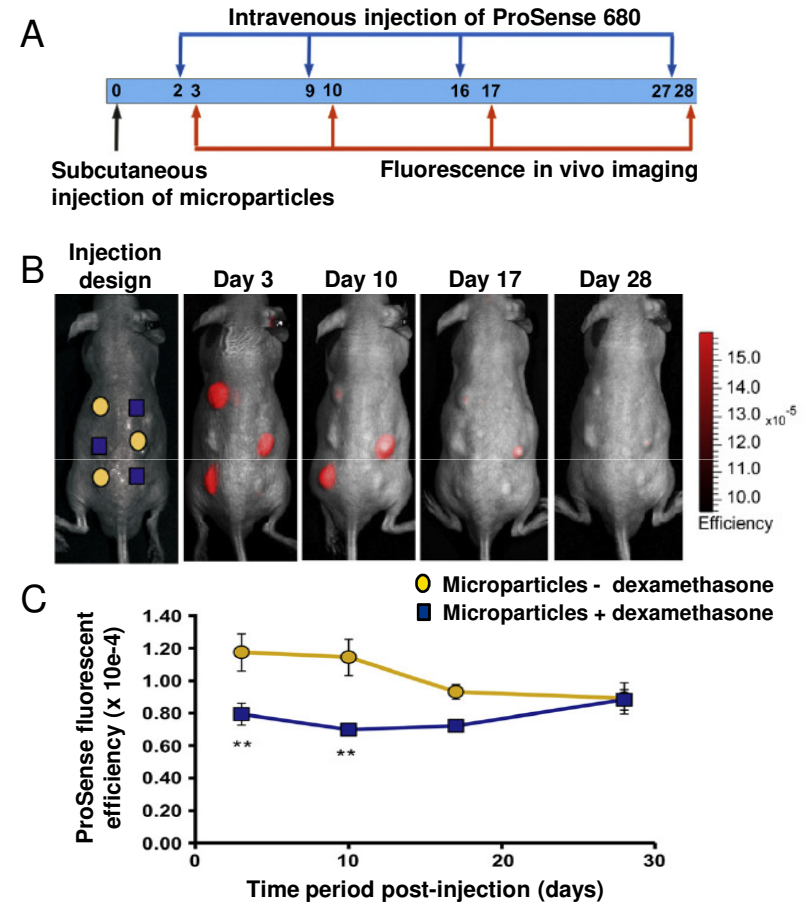 A
Intravenous injection of ProSense 680
0 2 3 9 10 16 17 27 28
Subcutaneous
injection of microparticles
Fluorescence in vivo imaging
B
Injection
design
Day 3
Day 10
Day 17
Day 28
15.0
14.0
13.0
x10^-5
12.0
11.0
10.0
Efficiency
Microparticles - dexamethasone
Microparticles + dexamethasone
C
ProSense fluorescent
efficiency (x 10e-4)
1.40
1.20
1.00
0.80
0.60
0.40
0.20
0.00
**
**
0 10 20 30
Time period post-injection (days)